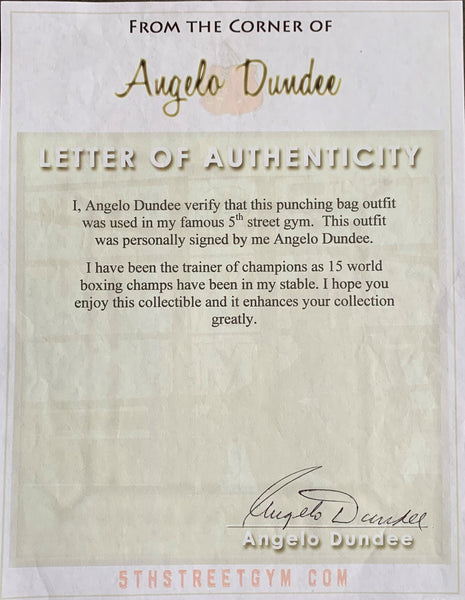 FROM THE CORNER OF
Angelo Dundee
LETTER OF AUTHENTICITY
I, Angelo Dundee verify that this punching bag outfit
was used in my famous 5th street gym. This outfit
was personally signed by me Angelo Dundee.
I have been the trainer of champions as 15 world
boxing champs have been in my stable. I hope you
enjoy this collectible and it enhances your collection
greatly.
Angelo Dundee
Angelo Dundee
5THSTREETGYM COM